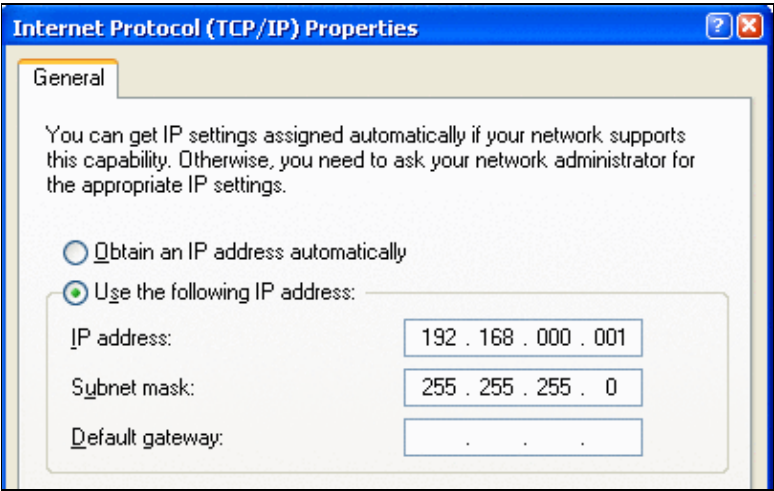 Internet Protocol (TCP/IP) Properties
General
You can get IP settings assigned automatically if your network supports
this capability. Otherwise, you need to ask your network administrator for
the appropriate IP settings.
Obtain an IP address automatically
Use the following IP address:
IP address: 192 . 168 . 000 . 001
Subnet mask: 255 . 255 . 255 . 0
Default gateway: . . .